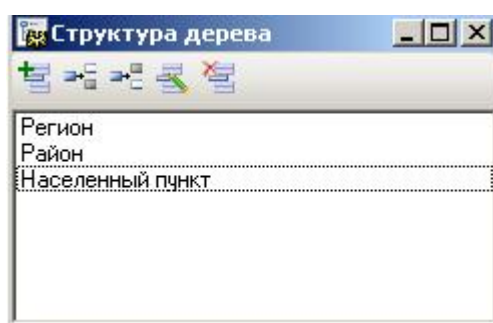 Структура дерева
Регион
Район
Населенный пункт